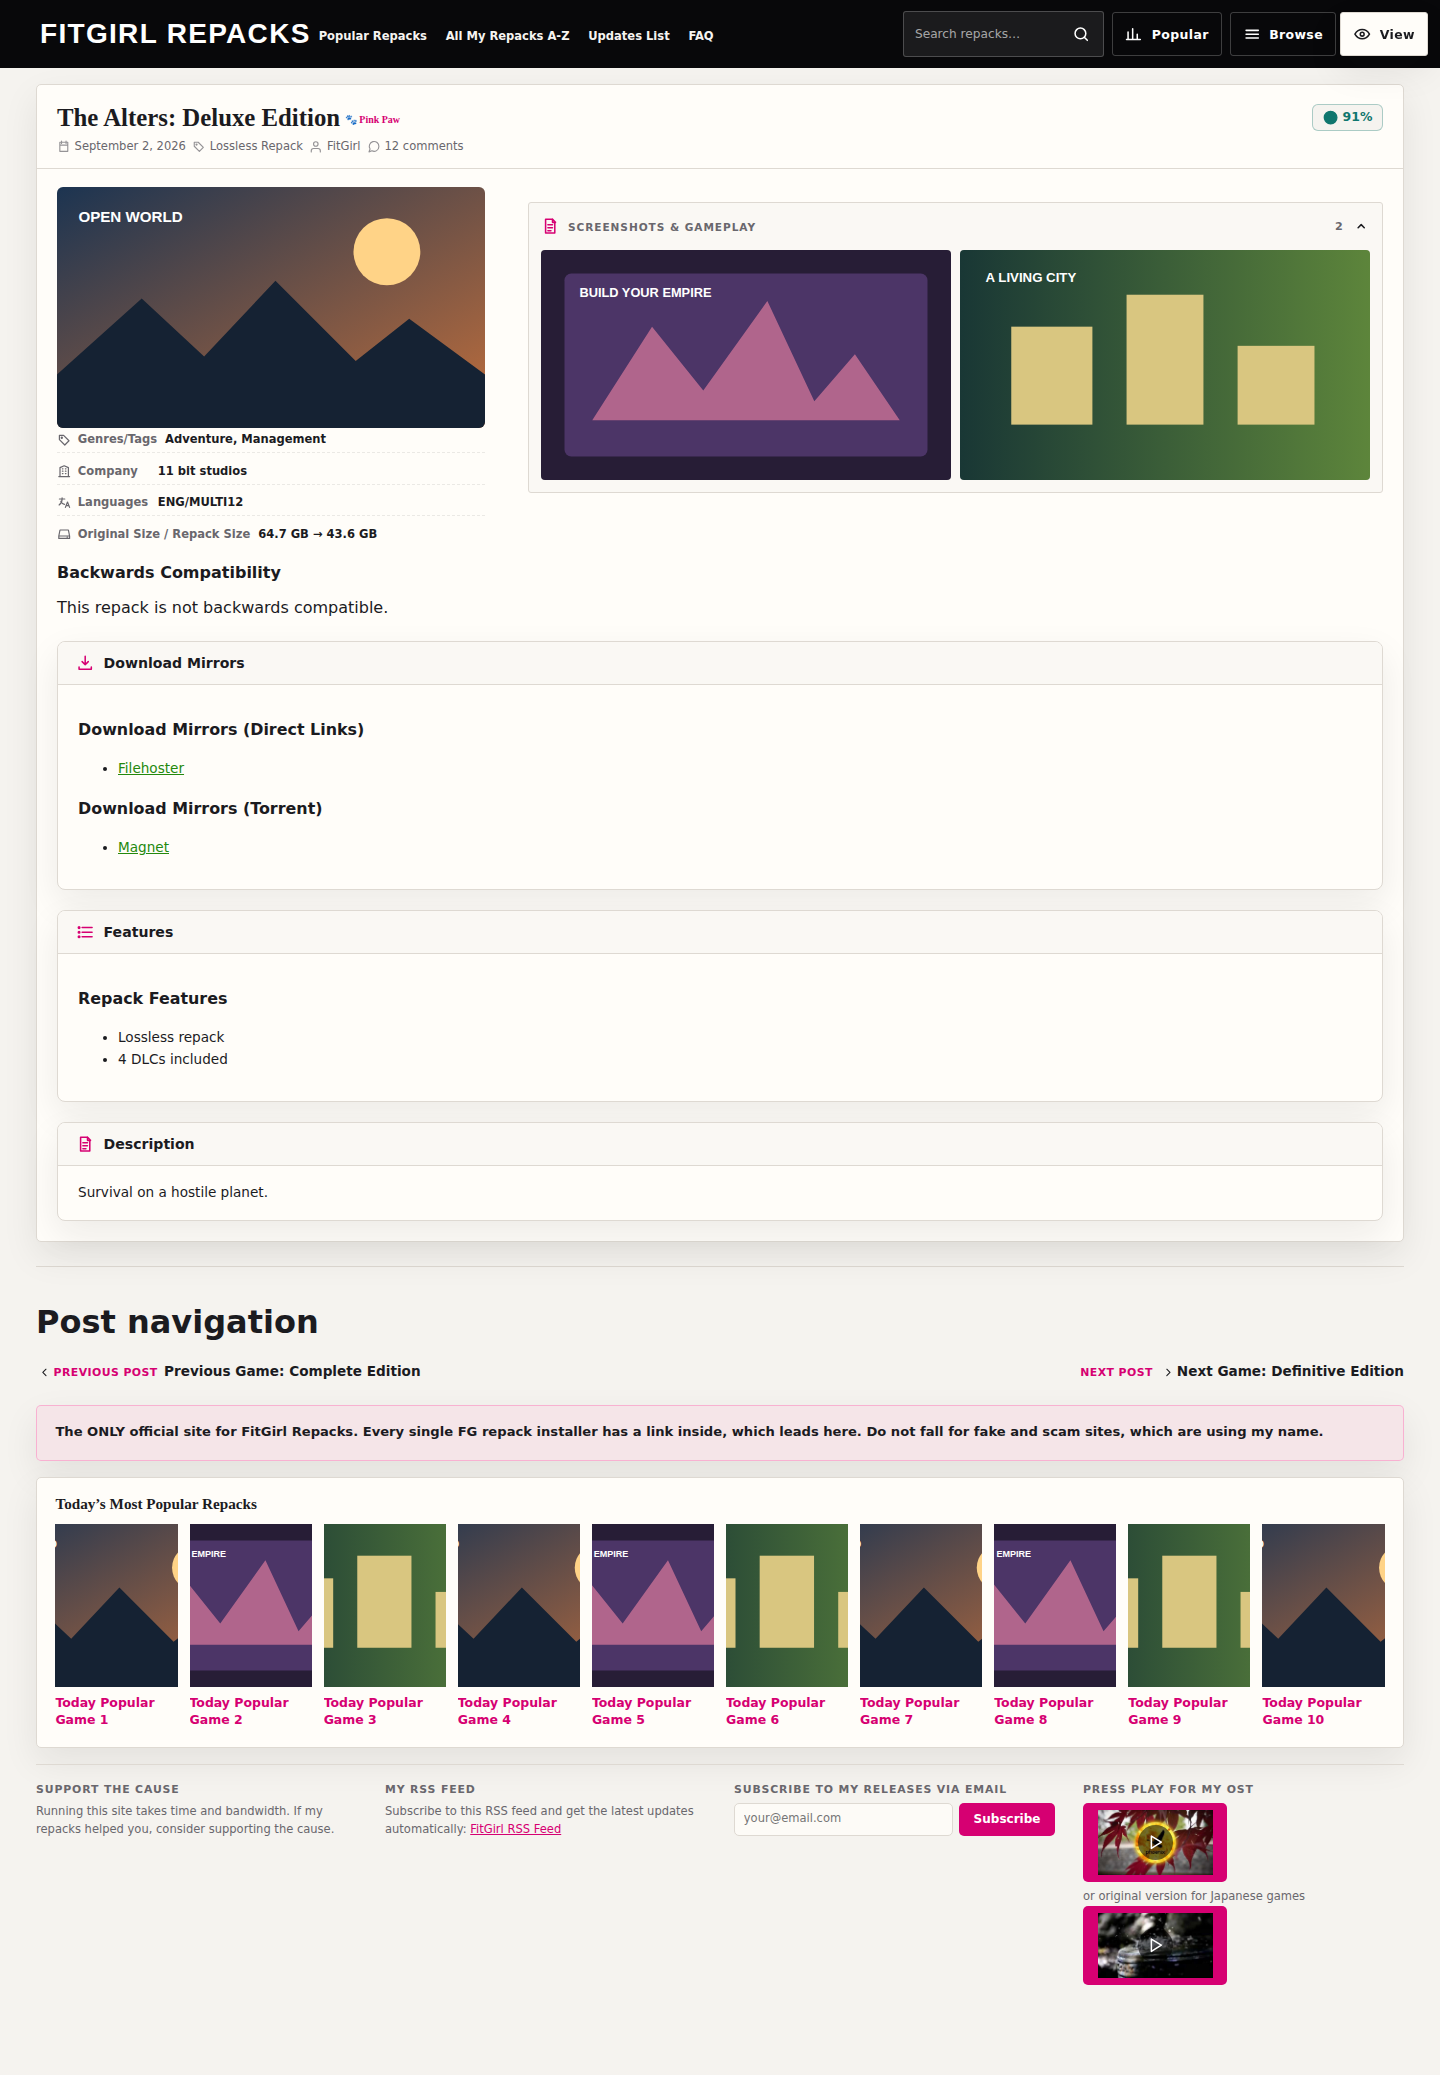 FITGIRL REPACKS Popular Repacks All My Repacks A-Z Updates List FAQ Search repacks... Popular Browse View
The Alters: Deluxe Edition 🐾 Pink Paw 91%
September 2, 2026 Lossless Repack FitGirl 12 comments
OPEN WORLD
Genres/Tags Adventure, Management
Company 11 bit studios
Languages ENG/MULTI12
Original Size / Repack Size 64.7 GB → 43.6 GB
SCREENSHOTS & GAMEPLAY 2
BUILD YOUR EMPIRE
A LIVING CITY
Backwards Compatibility
This repack is not backwards compatible.
Download Mirrors
Download Mirrors (Direct Links)
• Filehoster
Download Mirrors (Torrent)
• Magnet
Features
Repack Features
• Lossless repack
• 4 DLCs included
Description
Survival on a hostile planet.
Post navigation
PREVIOUS POST Previous Game: Complete Edition
NEXT POST Next Game: Definitive Edition
The ONLY official site for FitGirl Repacks. Every single FG repack installer has a link inside, which leads here. Do not fall for fake and scam sites, which are using my name.
Today’s Most Popular Repacks
EMPIRE
EMPIRE
EMPIRE
Today Popular
Game 1
Today Popular
Game 2
Today Popular
Game 3
Today Popular
Game 4
Today Popular
Game 5
Today Popular
Game 6
Today Popular
Game 7
Today Popular
Game 8
Today Popular
Game 9
Today Popular
Game 10
SUPPORT THE CAUSE
Running this site takes time and bandwidth. If my
repacks helped you, consider supporting the cause.
MY RSS FEED
Subscribe to this RSS feed and get the latest updates
automatically: FitGirl RSS Feed
SUBSCRIBE TO MY RELEASES VIA EMAIL
your@email.com Subscribe
PRESS PLAY FOR MY OST
or original version for Japanese games